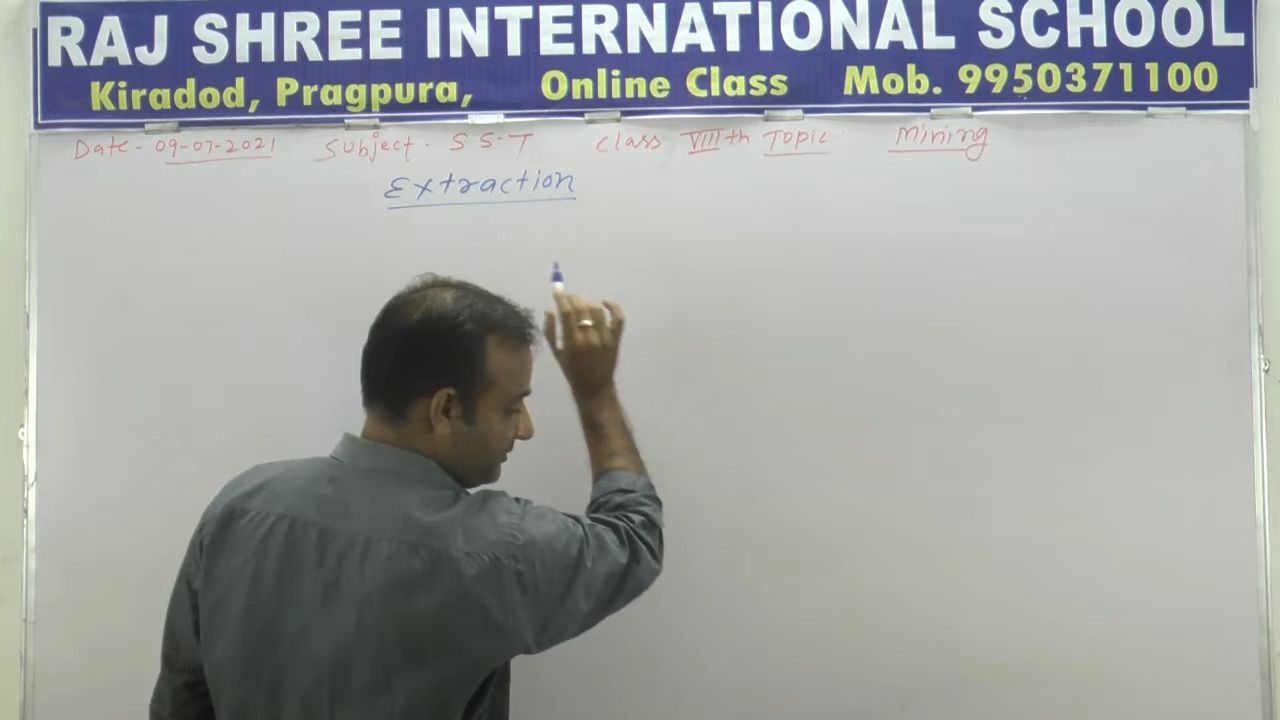 RAJ SHREE INTERNATIONAL SCHOOL
Kiradod, Pragpura, Online Class Mob. 9950371100
Date - 09-07-2021 Subject - S.S.T Class VIIIth Topic: Mining
Extraction